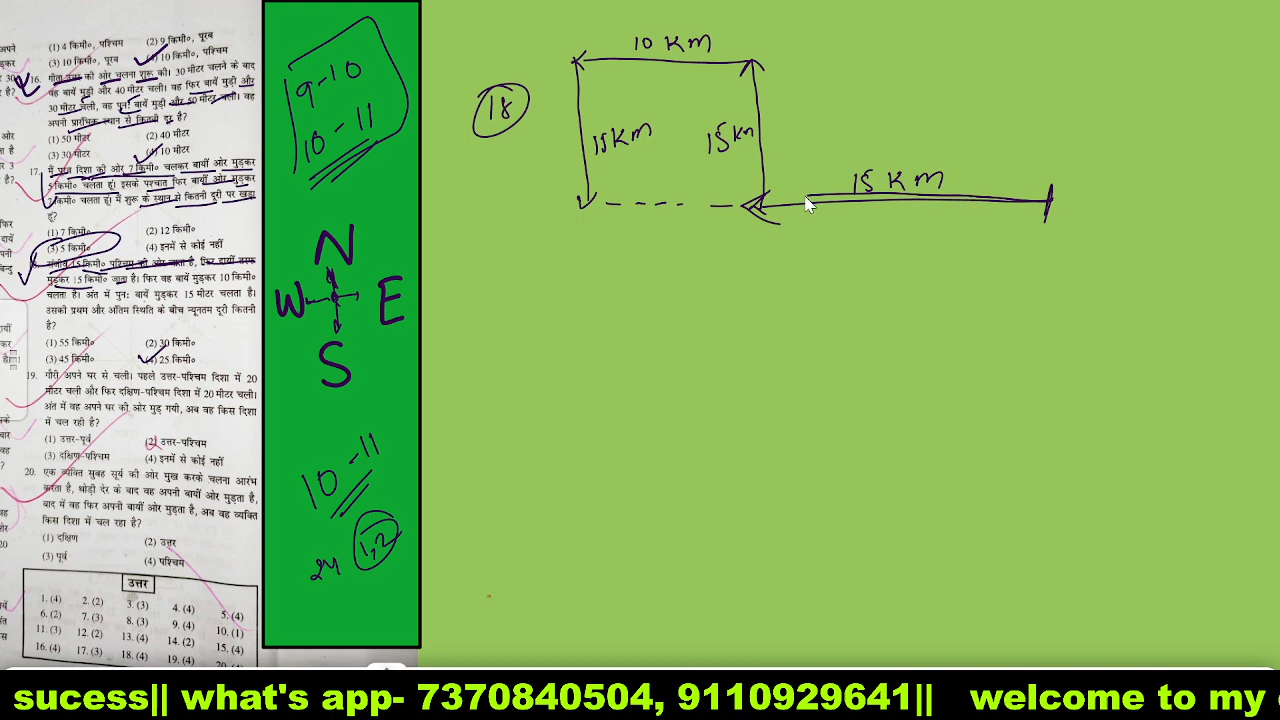 अपने
(1) 4 किमी०, पश्चिम (2) 9 किमी०, पूरब
(3) 10 किमी०, पूरब (4) 10 किमी०, पश्चिम
16. गीता की ओर चलना शुरू की। 30 मीटर चलने के बाद
वह बायें मुड़ी और 40 मीटर चली। वह फिर बायें मुड़ी और
30 मीटर चली, वह पुनः बायें मुड़ी और 50 मीटर चली। वह
अपनी प्रारंभिक स्थान से कितनी दूर है?
(1) 50 मीटर (2) 40 मीटर
(3) 30 मीटर (4) 10 मीटर
17. मैं दिशा की ओर 7 किमी० चलकर बायीं ओर मुड़कर
5 किमी० चलता हूं। इसके पश्चात फिर बायीं ओर मुड़कर
किमी० चलता हूं। मैं शुरू के स्थान से कितनी दूरी पर खड़ा
हूं?
(1) 7 किमी० (2) 12 किमी०
(3) 5 किमी० (4) इनमें से कोई नहीं
15 किमी० पश्चिम की ओर जाता है, फिर दायीं तरफ
मुड़कर 15 किमी० जाता है। फिर वह बायें मुड़कर 10 किमी०
चलता है। अंत में पुनः बायें मुड़कर 15 मीटर चलता है।
उसकी प्रथम और अंतिम स्थिति के बीच न्यूनतम दूरी कितनी
है?
(1) 55 किमी० (2) 30 किमी०
(3) 45 किमी० (4) 25 किमी०
19. गौरी अपने घर से चली। पहले उत्तर-पश्चिम दिशा में 20
मीटर चली और फिर दक्षिण-पश्चिम दिशा में 20 मीटर चली।
अंत में वह अपने घर की ओर मुड़ गयी, अब वह किस दिशा
में चल रही है?
(1) उत्तर-पूर्व (2) उत्तर-पश्चिम
(3) दक्षिण-पश्चिम (4) इनमें से कोई नहीं
20. एक व्यक्ति सुबह सूर्य की ओर मुख करके चलना आरंभ
करता है, थोड़ी देर के बाद वह अपनी बायीं ओर मुड़ता है,
बाद में वह फिर अपनी बायीं ओर मुड़ता है, अब वह व्यक्ति
किस दिशा में चल रहा है?
(1) दक्षिण (2) उत्तर
(3) पूर्व (4) पश्चिम
उत्तर
1. (4) 2. (2) 3. (3) 4. (4) 5. (4)
6. (2) 7. (3) 8. (3) 9. (4) 10. (1)
11. (3) 12. (2) 13. (4) 14. (2) 15. (4)
16. (4) 17. (3) 18. (4) 19. (4) 20. (4)
9-10
10-11
N
W E
S
10-11
1,2
18
10 Km
15 Km 15 Km
15 Km
sucess|| what's app- 7370840504, 9110929641|| welcome to my